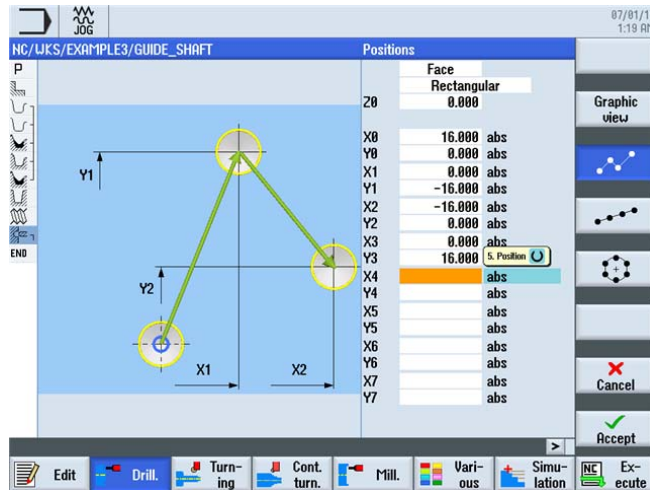 JOG
07/01/1
1:19 AM
NC/WKS/EXAMPLE3/GUIDE_SHAFT
Positions
P
END
Y1
Y2
X1
X2
Face
Rectangular
Z0 0.000
X0 16.000 abs
Y0 0.000 abs
X1 0.000 abs
Y1 -16.000 abs
X2 -16.000 abs
Y2 0.000 abs
X3 0.000 abs
Y3 16.000
5. Position
X4 abs
Y4 abs
X5 abs
Y5 abs
X6 abs
Y6 abs
X7 abs
Y7 abs
Graphic
view
Cancel
Accept
>
Edit
Drill.
Turn-
ing
Cont.
turn.
Mill.
Vari-
ous
Simu-
lation
NC
Ex-
ecute